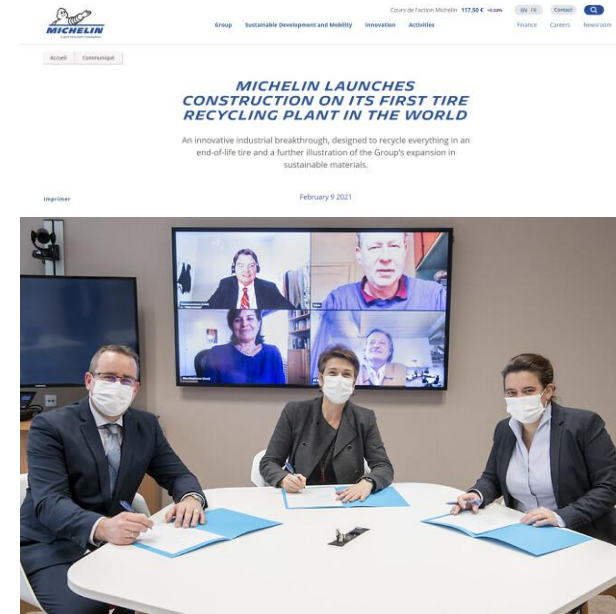 MICHELIN
Cours de l'action Michelin 117,50 €
EN FR
Contact
Group Sustainable Development and Mobility Innovation Activities Finance Careers Newsroom
Accueil Communiqué
MICHELIN LAUNCHES
CONSTRUCTION ON ITS FIRST TIRE
RECYCLING PLANT IN THE WORLD
An innovative industrial breakthrough, designed to recycle everything in an
end-of-life tire and a further illustration of the Group's expansion in
sustainable materials.
Imprimer
February 9 2021